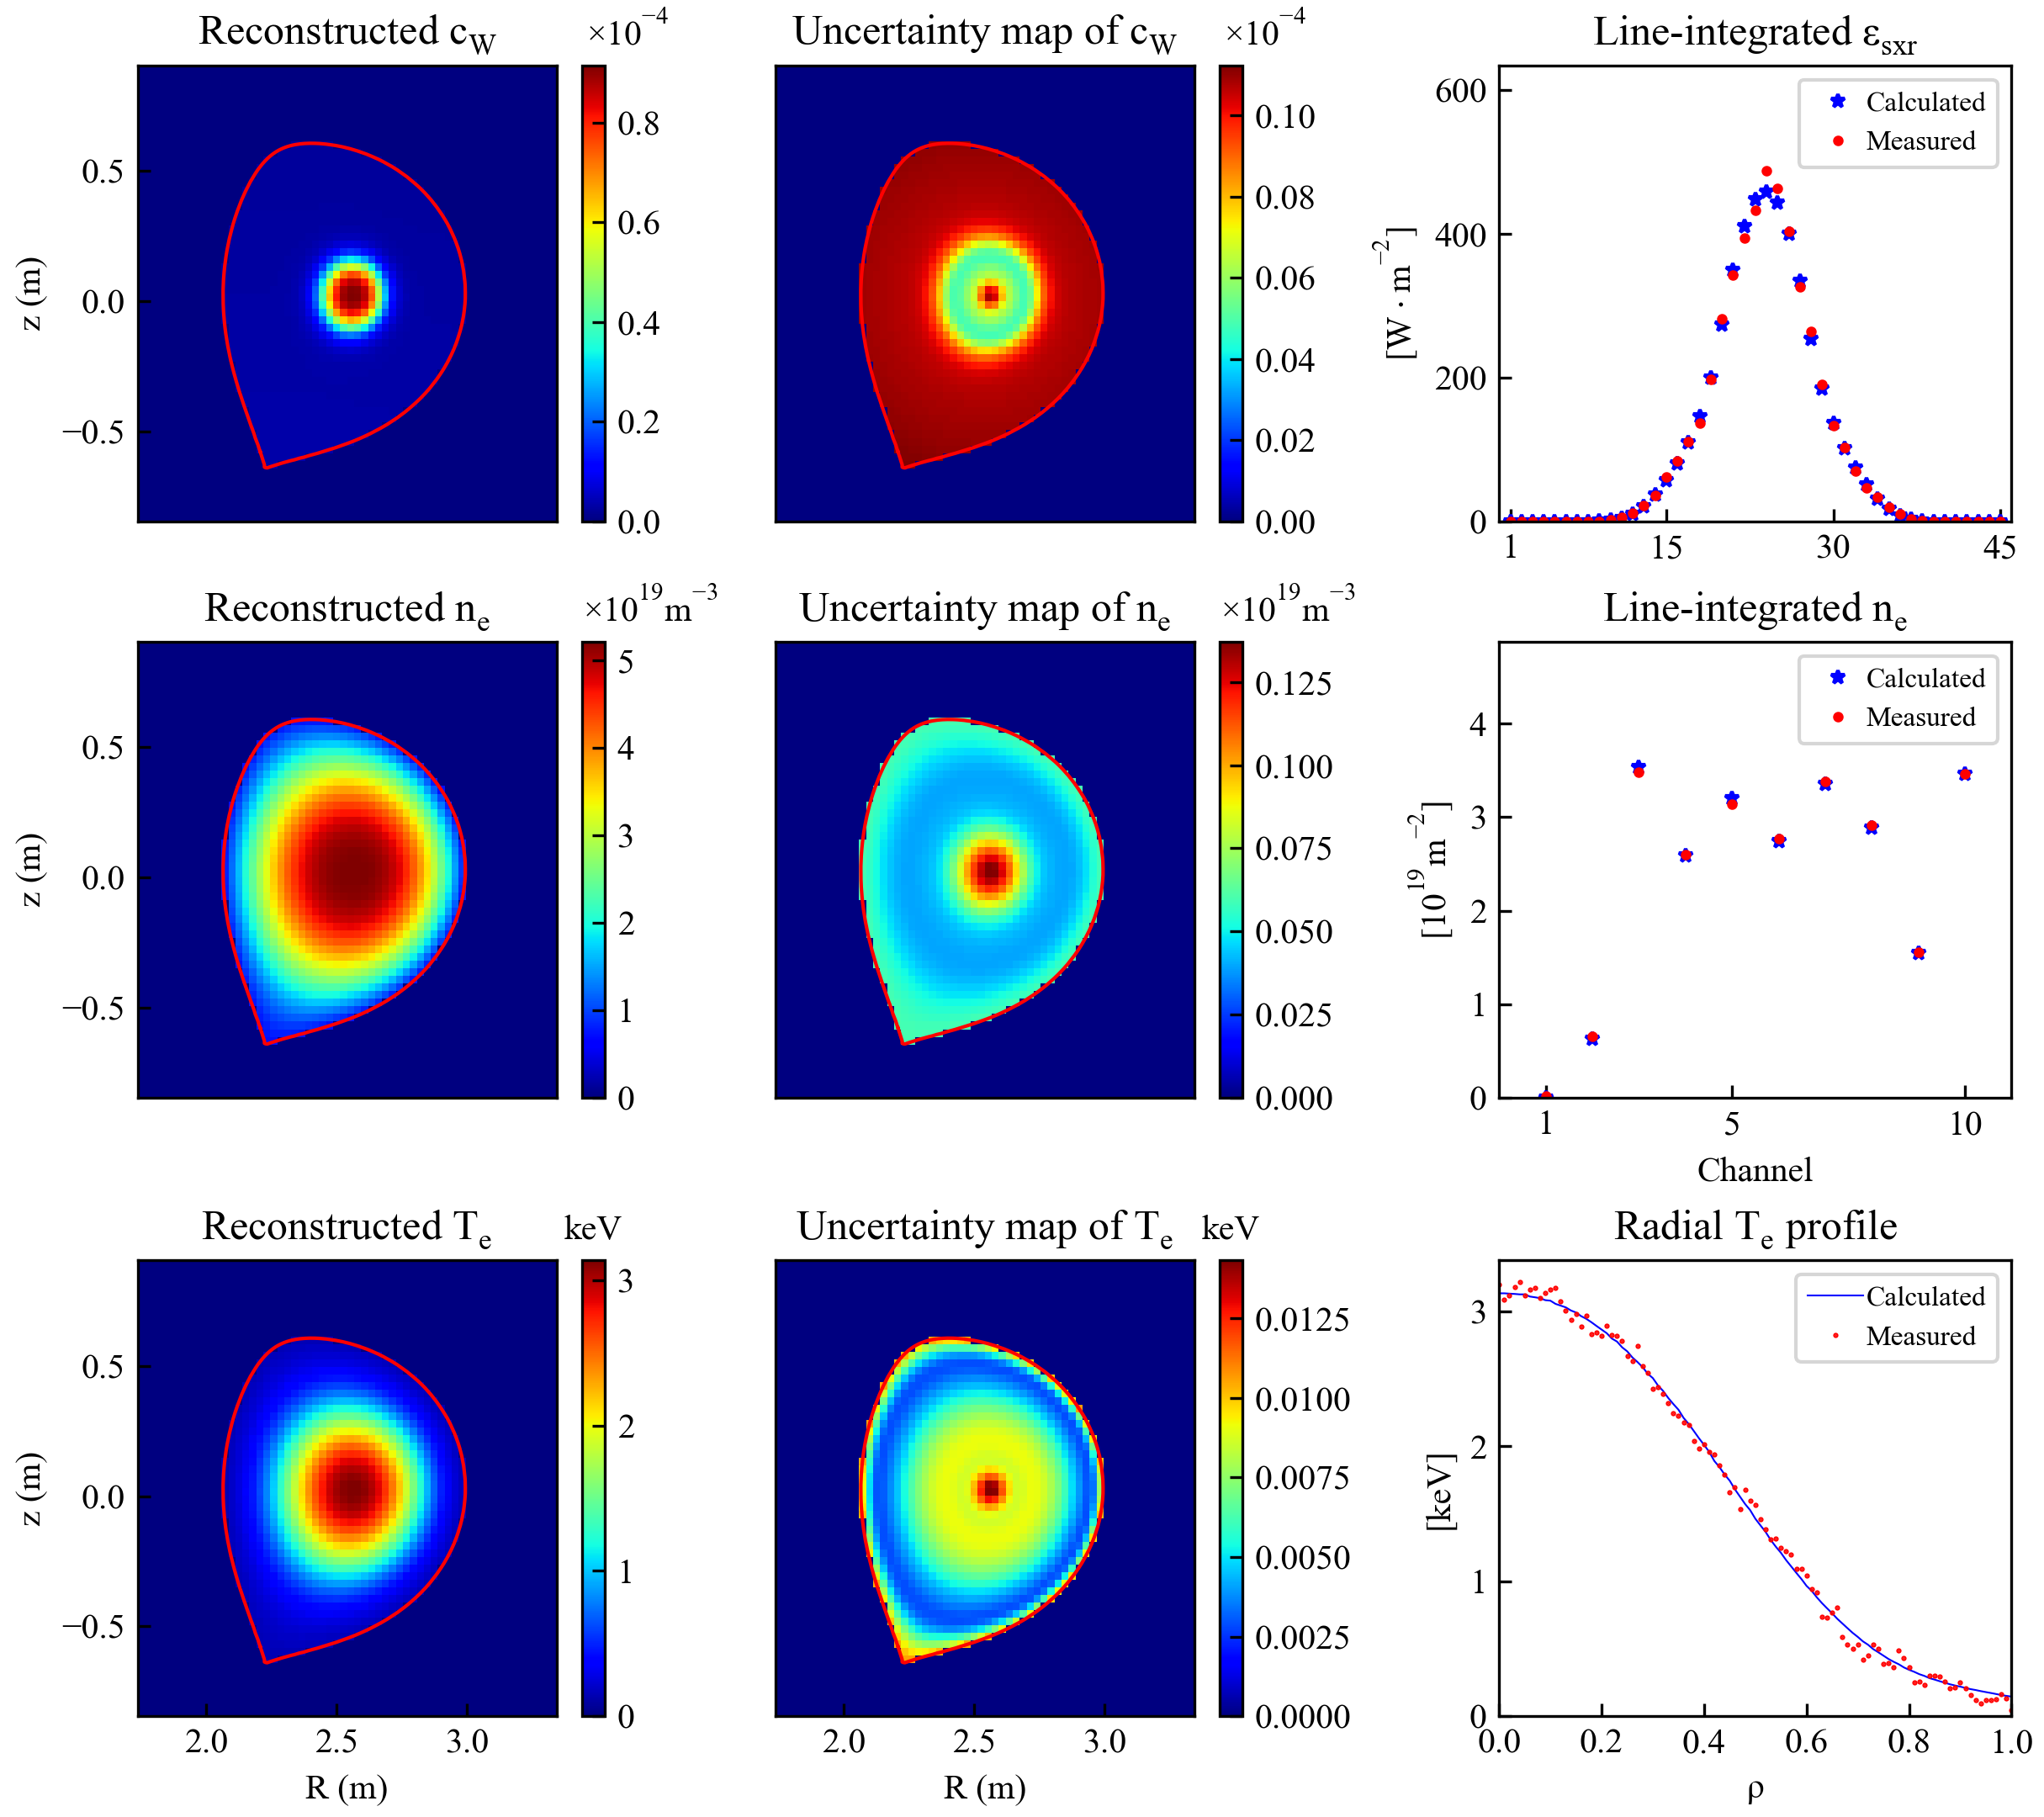 Reconstructed c_W
×10⁻⁴
0.5
0.0
−0.5
z (m)
0.8
0.6
0.4
0.2
0.0
Uncertainty map of c_W
×10⁻⁴
0.10
0.08
0.06
0.04
0.02
0.00
Line-integrated ε_sxr
[W · m⁻²]
600
400
200
0
Calculated
Measured
1 15 30 45
Reconstructed n_e
×10¹⁹m⁻³
0.5
0.0
−0.5
z (m)
5
4
3
2
1
0
Uncertainty map of n_e
×10¹⁹m⁻³
0.125
0.100
0.075
0.050
0.025
0.000
Line-integrated n_e
[10¹⁹m⁻²]
4
3
2
1
0
Calculated
Measured
1 5 10
Channel
Reconstructed T_e
keV
0.5
0.0
−0.5
z (m)
3
2
1
0
2.0 2.5 3.0
R (m)
Uncertainty map of T_e
keV
0.0125
0.0100
0.0075
0.0050
0.0025
0.0000
2.0 2.5 3.0
R (m)
Radial T_e profile
[keV]
3
2
1
0
Calculated
Measured
0.0 0.2 0.4 0.6 0.8 1.0
ρ